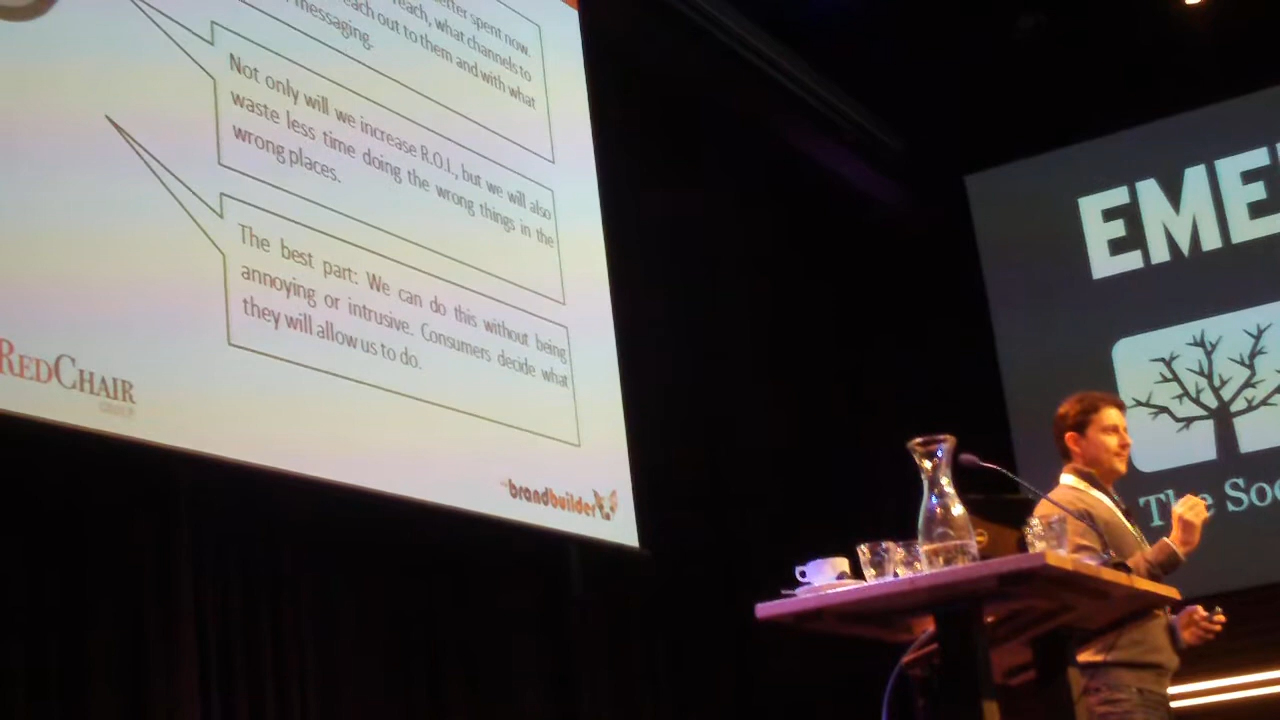 etter spent now.
reach, what channels to
each out to them and with what
messaging.
Not only will we increase R.O.I., but we will also
waste less time doing the wrong things in the
wrong places.
The best part: We can do this without being
annoying or intrusive. Consumers decide what
they will allow us to do.
REDCHAIR
brandbuilder
EME
The Soc